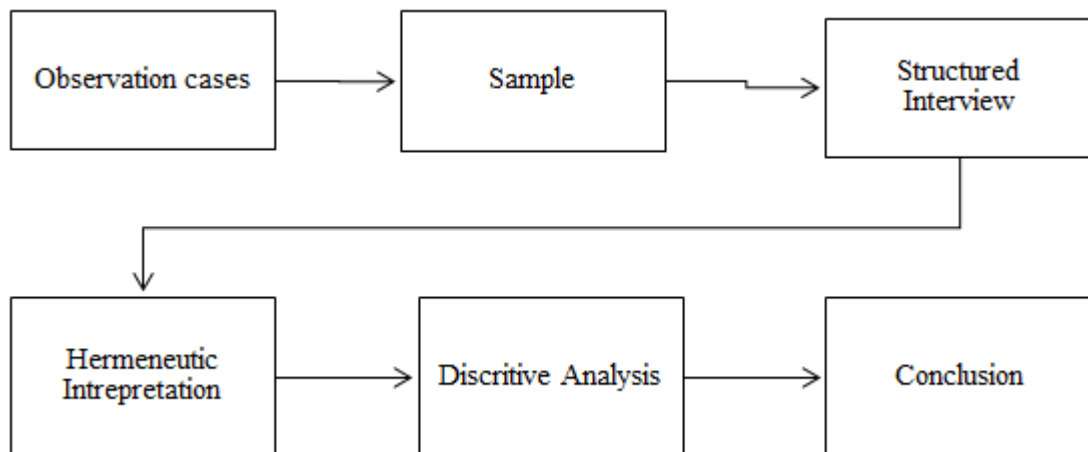 Observation cases
Sample
Structured
Interview
Hermeneutic
Intrepretation
Discritive Analysis
Conclusion